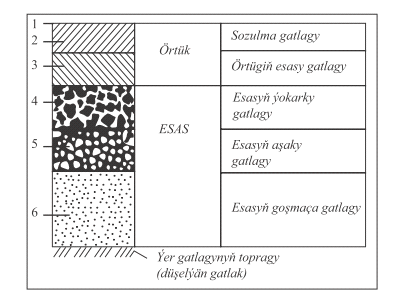 1
2
3
4
5
6
Örtük
Sozulma gatlagy
Örtügiň esasy gatlagy
ESAS
Esasyň ýokarky
gatlagy
Esasyň aşaky
gatlagy
Esasyň goşmaça gatlagy
Ýer gatlagynyň topragy
(düşelýän gatlak)